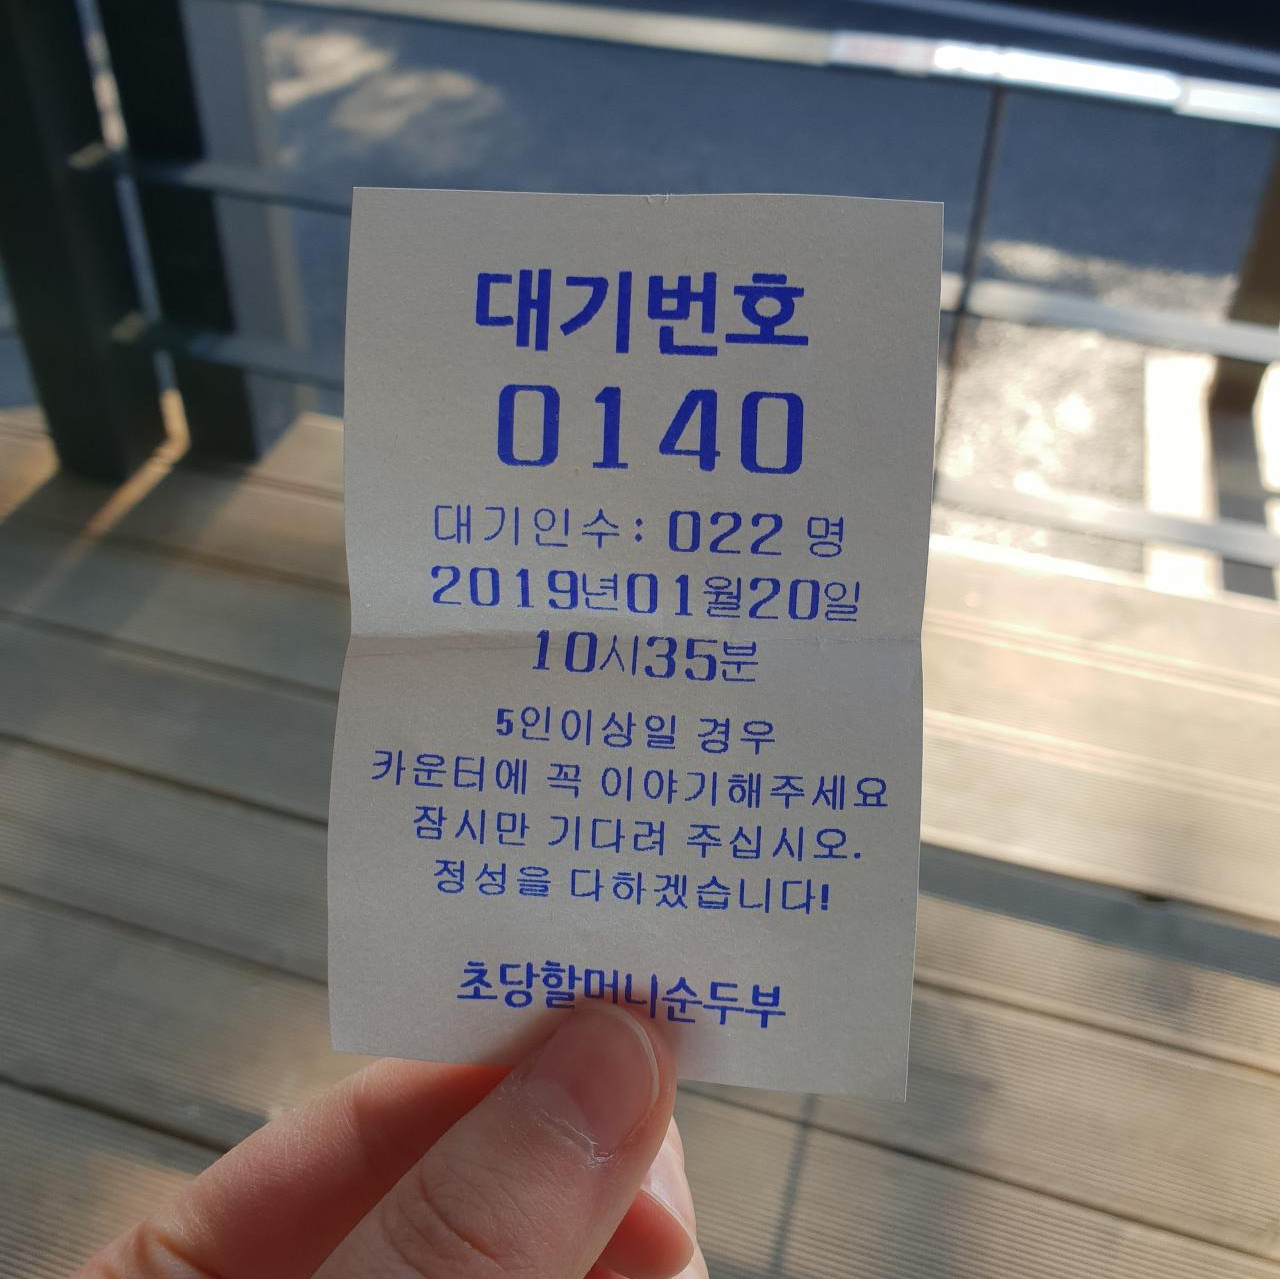 대기번호
0140
대기인수: 022 명
2019년01월20일
10시35분
5인이상일 경우
카운터에 꼭 이야기해주세요
잠시만 기다려 주십시오.
정성을 다하겠습니다!
초당할머니순두부